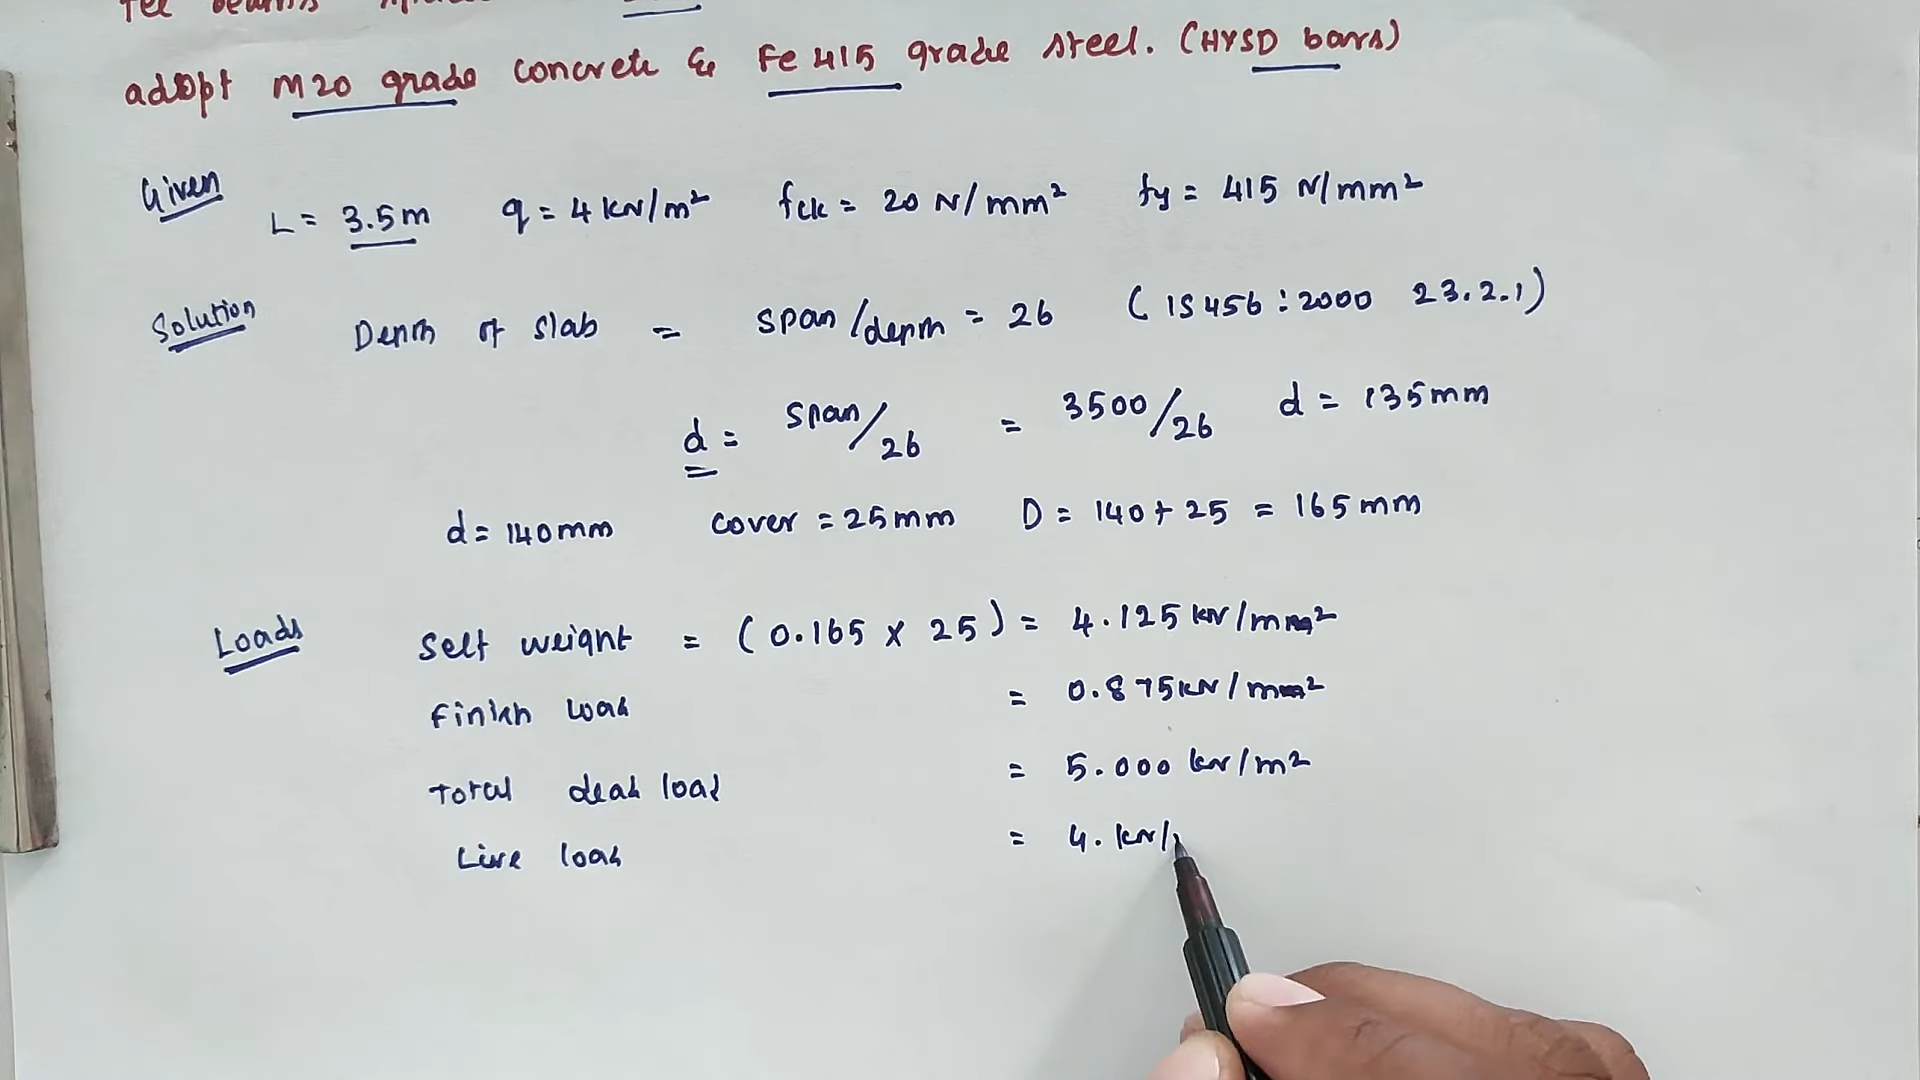 adopt M20 grade concrete & Fe 415 grade steel. (HYSD bars)
Given
L = 3.5m q = 4 KN/m² fck = 20 N/mm² fy = 415 N/mm²
Solution Depth of slab = span/depth = 26 (IS 456 : 2000 23.2.1)
d = span/26 = 3500/26 d = 135mm
d = 140mm cover = 25mm D = 140 + 25 = 165mm
Loads self weight = (0.165 x 25) = 4.125 kN/m²
Finish load = 0.875 kN/m²
Total dead load = 5.000 kN/m²
Live load = 4. kN/